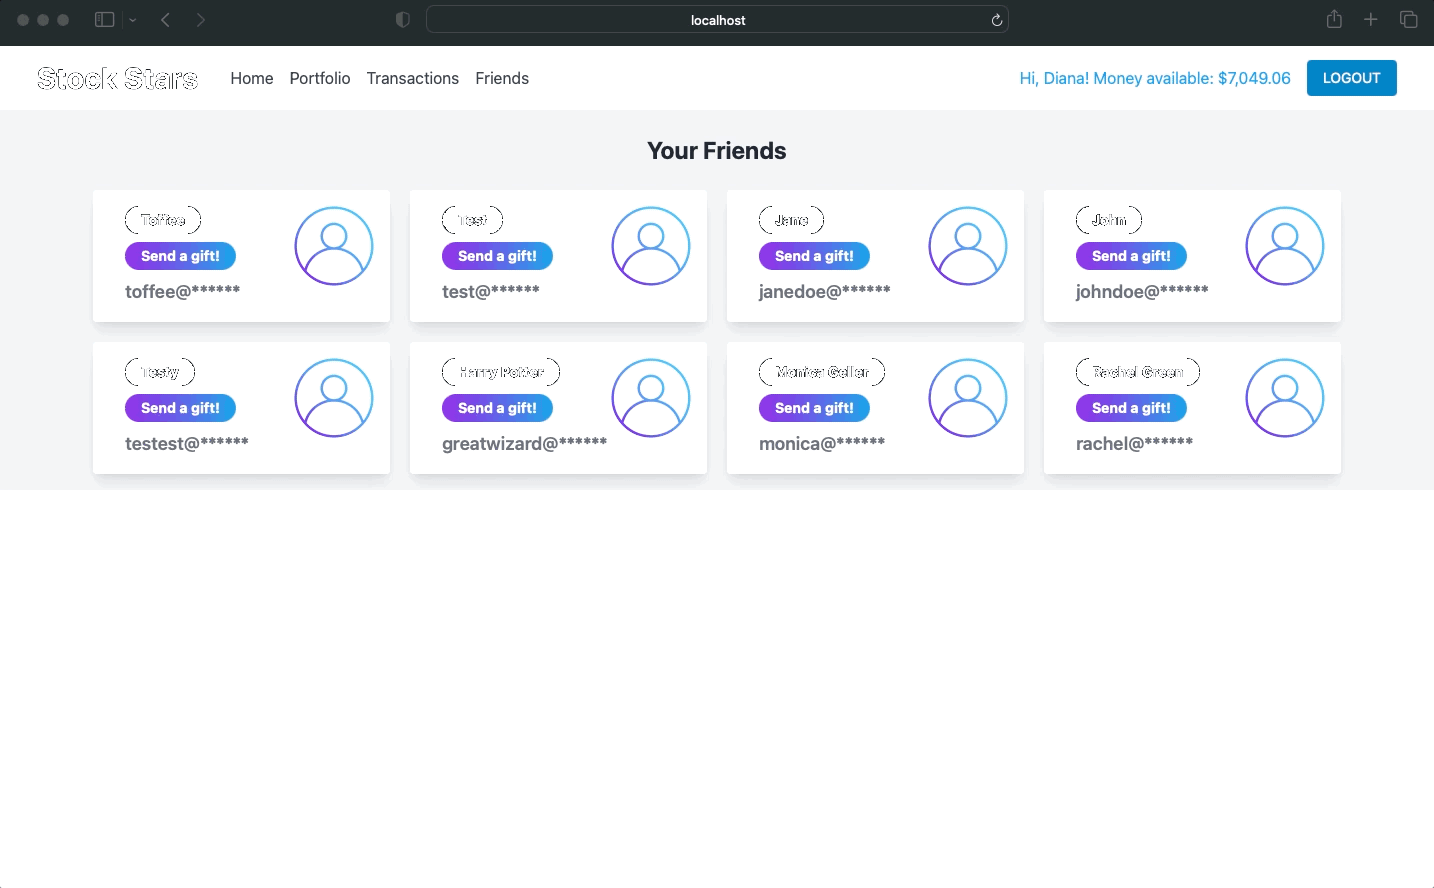 localhost
Stock Stars Home Portfolio Transactions Friends Hi, Diana! Money available: $7,049.06 LOGOUT
Your Friends
Toffee
Send a gift!
toffee@******
Test
Send a gift!
test@******
Jane
Send a gift!
janedoe@******
John
Send a gift!
johndoe@******
Testy
Send a gift!
testest@******
Harry Potter
Send a gift!
greatwizard@******
Monica Geller
Send a gift!
monica@******
Rachel Green
Send a gift!
rachel@******